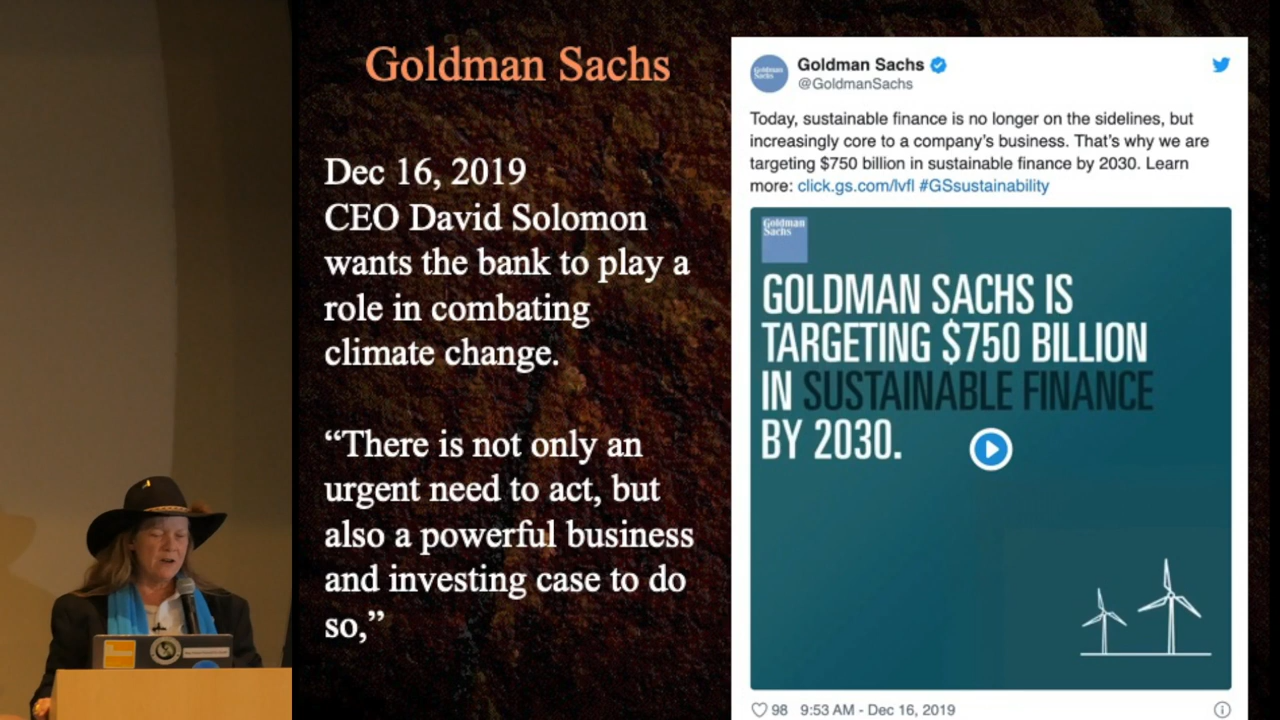 Goldman Sachs
Dec 16, 2019
CEO David Solomon
wants the bank to play a
role in combating
climate change.
“There is not only an
urgent need to act, but
also a powerful business
and investing case to do
so,”
Goldman Sachs
@GoldmanSachs
Today, sustainable finance is no longer on the sidelines, but
increasingly core to a company’s business. That’s why we are
targeting $750 billion in sustainable finance by 2030. Learn
more: click.gs.com/lvfl #GSsustainability
Goldman
Sachs
GOLDMAN SACHS IS
TARGETING $750 BILLION
IN SUSTAINABLE FINANCE
BY 2030.
98 9:53 AM - Dec 16, 2019